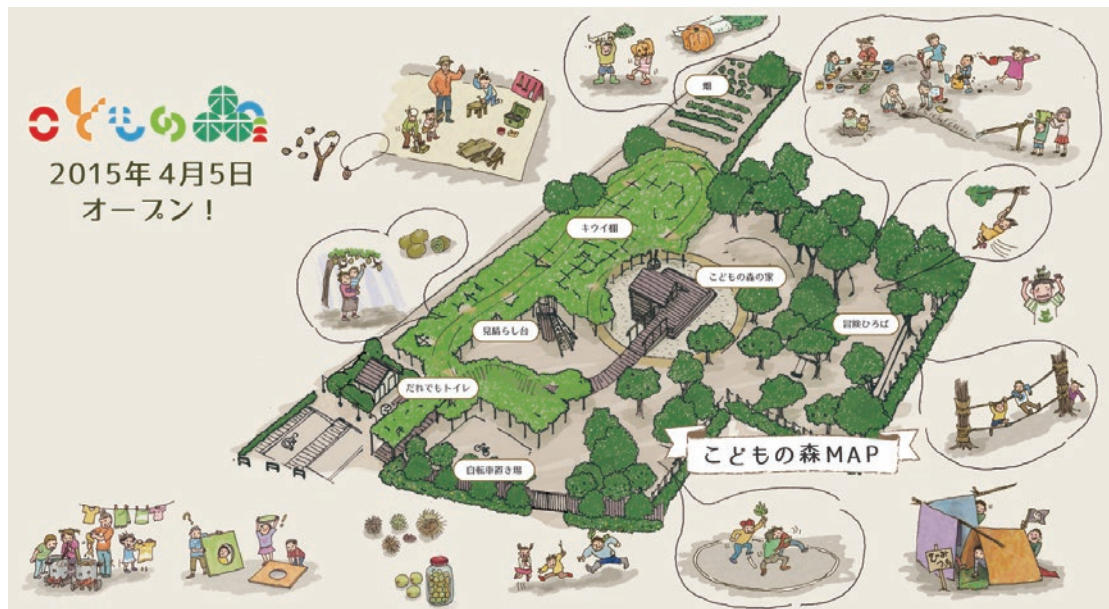 こどもの森
2015年4月5日
オープン!
畑
キウイ棚
こどもの森の家
見晴らし台
冒険ひろば
だれでもトイレ
自転車置き場
こどもの森MAP